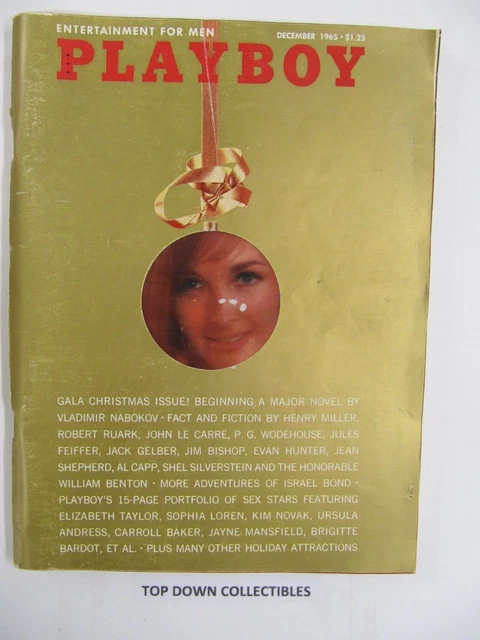 ENTERTAINMENT FOR MEN
DECEMBER 1965 • $1.25
PLAYBOY
GALA CHRISTMAS ISSUE! BEGINNING A MAJOR NOVEL BY
VLADIMIR NABOKOV • FACT AND FICTION BY HENRY MILLER,
ROBERT RUARK, JOHN LE CARRE, P. G. WODEHOUSE, JULES
FEIFFER, JACK GELBER, JIM BISHOP, EVAN HUNTER, JEAN
SHEPHERD, AL CAPP, SHEL SILVERSTEIN AND THE HONORABLE
WILLIAM BENTON • MORE ADVENTURES OF ISRAEL BOND •
PLAYBOY'S 15-PAGE PORTFOLIO OF SEX STARS FEATURING
ELIZABETH TAYLOR, SOPHIA LOREN, KIM NOVAK, URSULA
ANDRESS, CARROLL BAKER, JAYNE MANSFIELD, BRIGITTE
BARDOT, ET AL. • PLUS MANY OTHER HOLIDAY ATTRACTIONS
TOP DOWN COLLECTIBLES